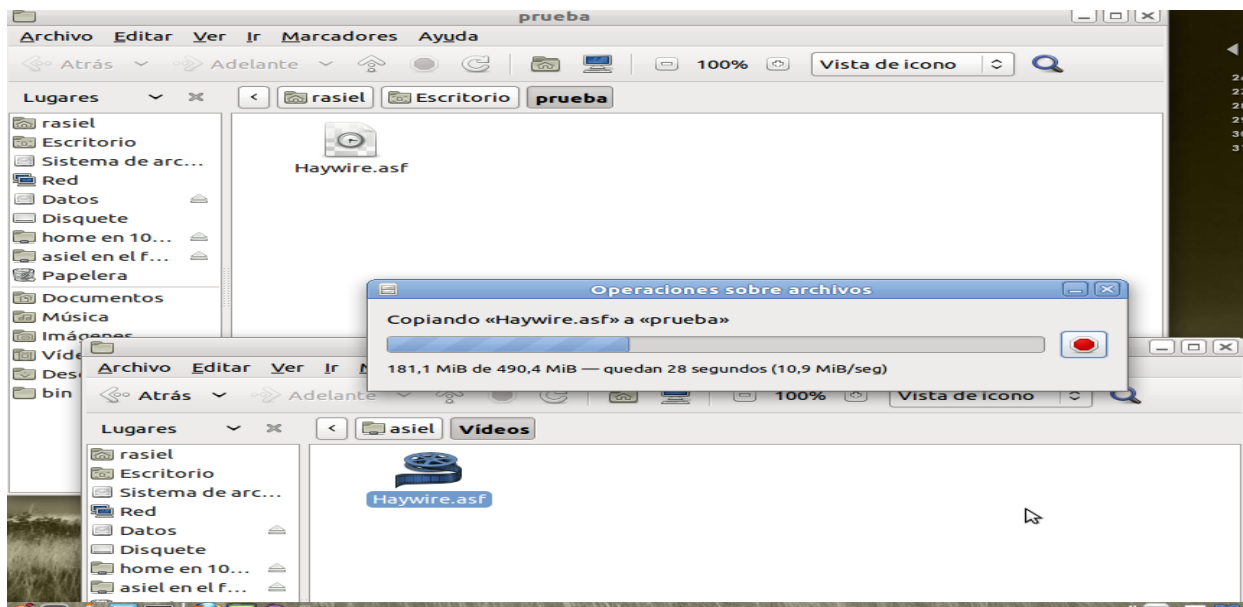 prueba
Archivo Editar Ver Ir Marcadores Ayuda
Atrás Adelante 100% Vista de icono
Lugares rasiel Escritorio prueba
rasiel
Escritorio
Sistema de arc...
Red
Datos
Disquete
home en 10...
asiel en el f...
Papelera
Documentos
Música
Imágenes
bin
Haywire.asf
Operaciones sobre archivos
Copiando «Haywire.asf» a «prueba»
181,1 MiB de 490,4 MiB — quedan 28 segundos (10,9 MiB/seg)
Archivo Editar Ver Ir
Atrás Adelante 100% Vista de icono
Lugares asiel Vídeos
rasiel
Escritorio
Sistema de arc...
Red
Datos
Disquete
home en 10...
asiel en el f...
Haywire.asf